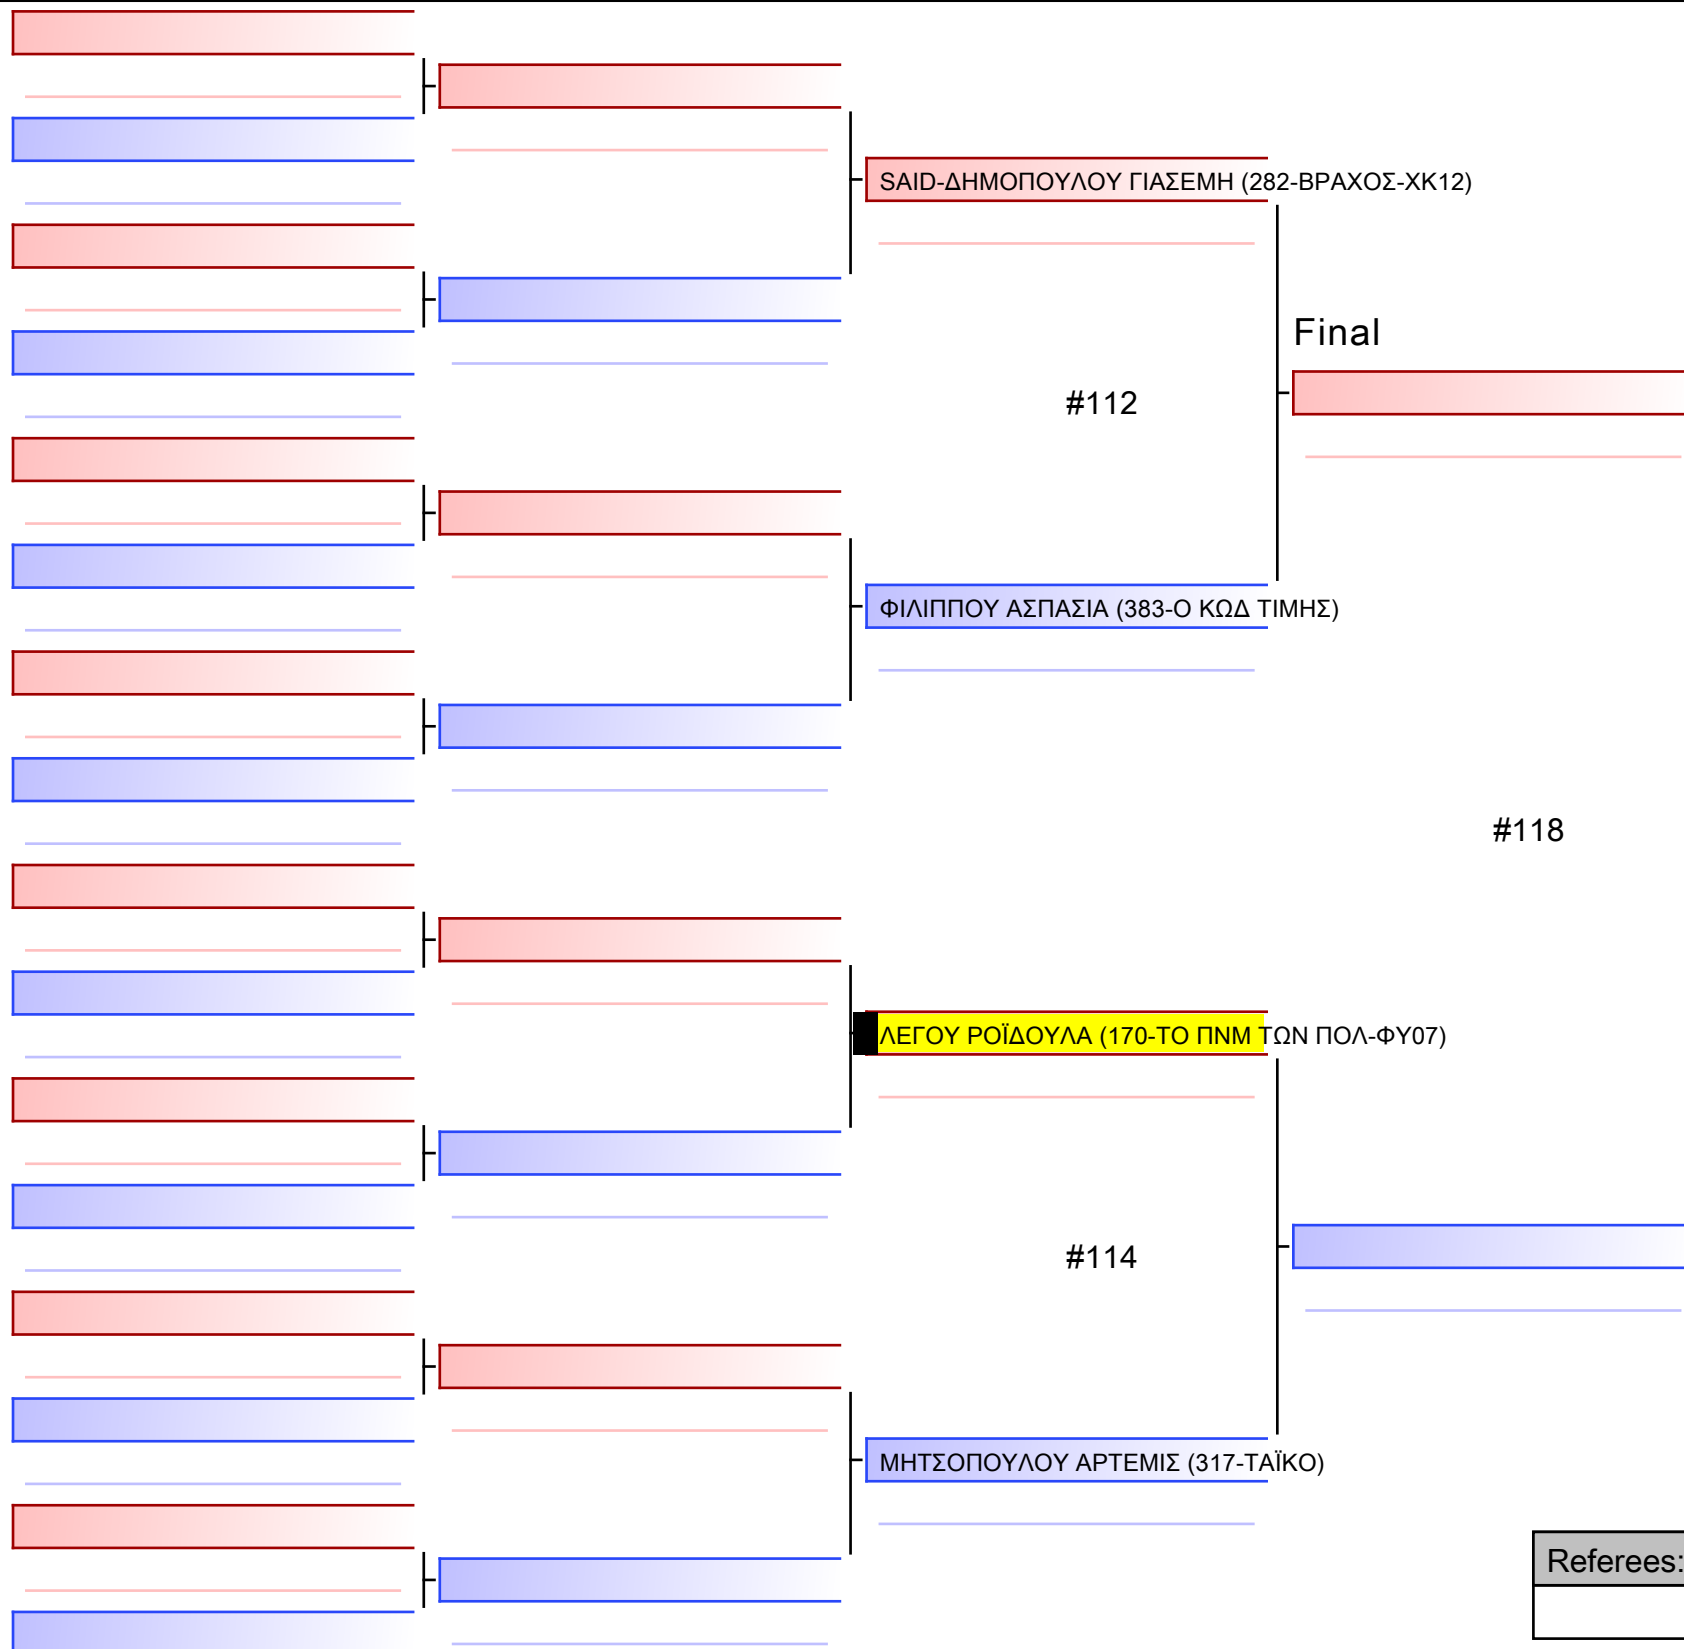 SAID-ΔΗΜΟΠΟΥΛΟΥ ΓΙΑΣΕΜΗ (282-ΒΡΑΧΟΣ-ΧΚ12)
Final
#112
ΦΙΛΙΠΠΟΥ ΑΣΠΑΣΙΑ (383-Ο ΚΩΔ ΤΙΜΗΣ)
#118
ΛΕΓΟΥ ΡΟΪΔΟΥΛΑ (170-ΤΟ ΠΝΜ ΤΩΝ ΠΟΛ-ΦΥ07)
#114
ΜΗΤΣΟΠΟΥΛΟΥ ΑΡΤΕΜΙΣ (317-ΤΑΪΚΟ)
Referees: